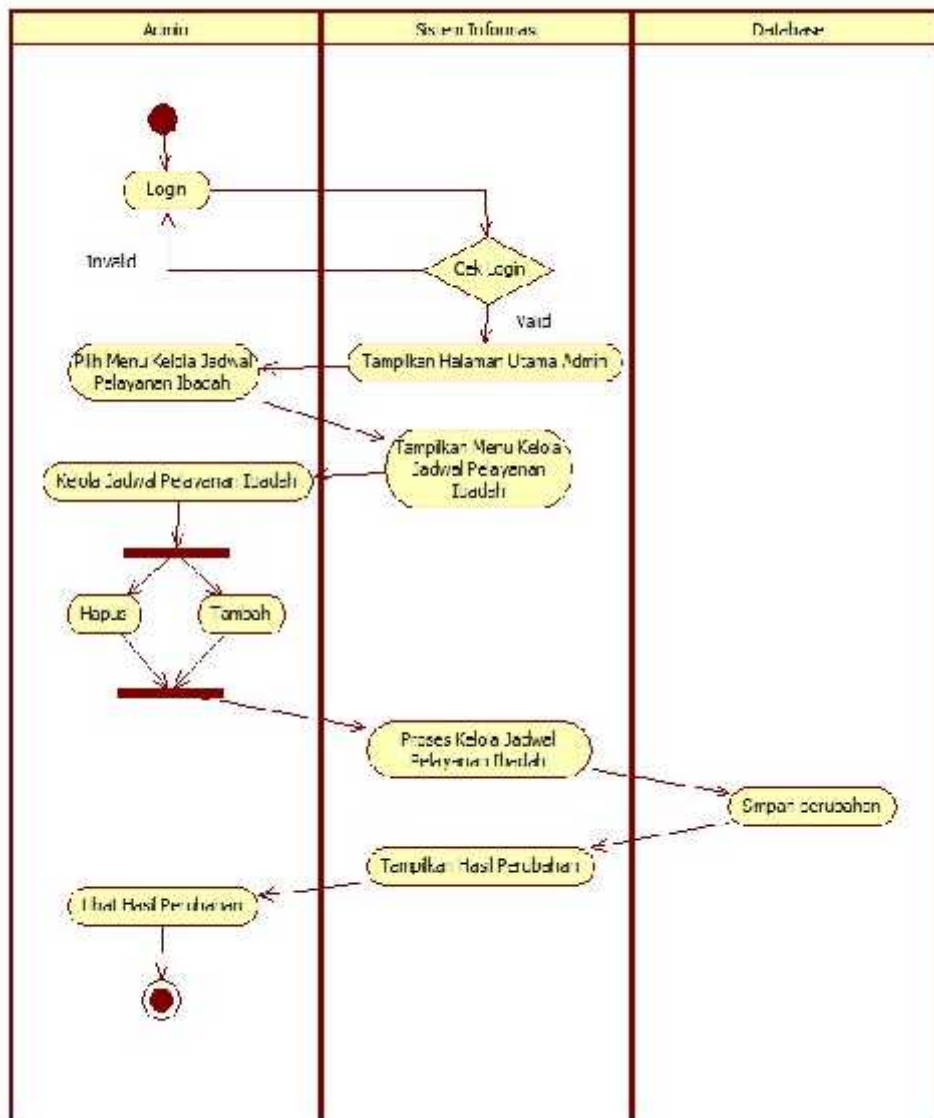 Admin
Sistem Informasi
Database
Login
Invalid
Cek Login
Valid
Pilih Menu Kelola Jadwal
Pelayanan Ibadah
Tampilkan Halaman Utama Admin
Tampilkan Menu Kelola
Jadwal Pelayanan
Ibadah
Kelola Jadwal Pelayanan Ibadah
Hapus
Tambah
Proses Kelola Jadwal
Pelayanan Ibadah
Simpan perubahan
Tampilkan Hasil Perubahan
Lihat Hasil Perubahan